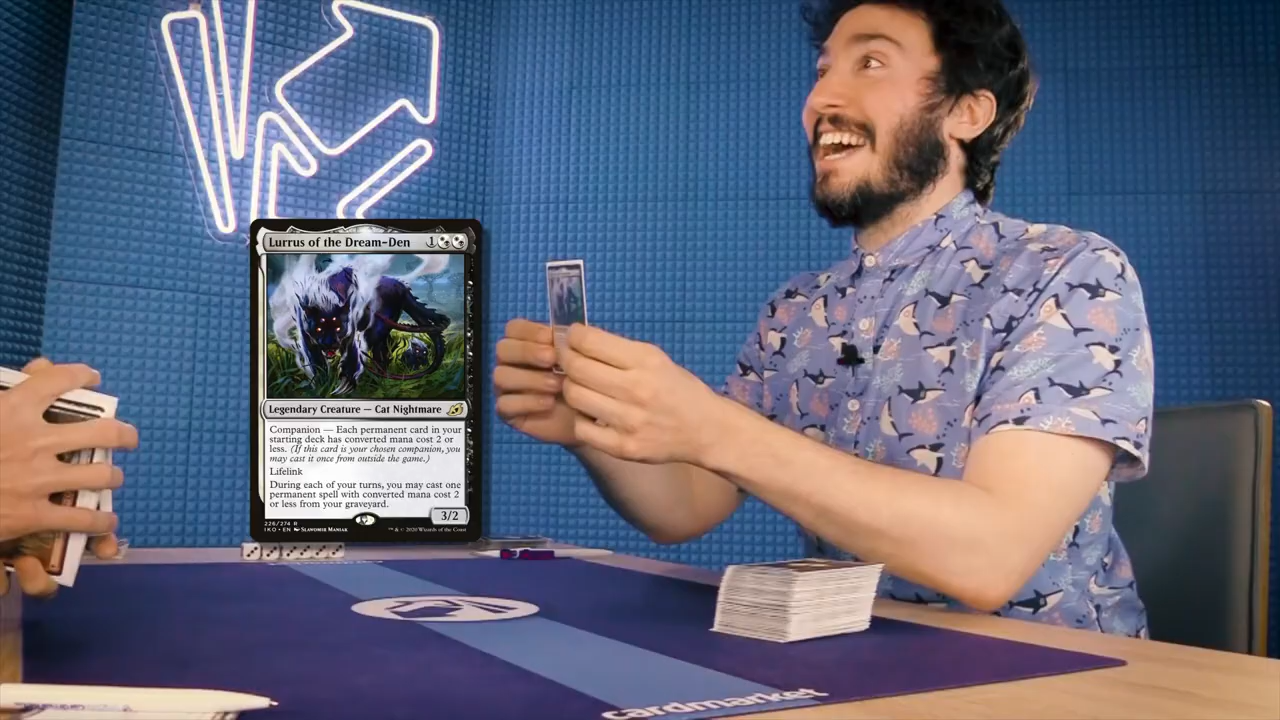 Lurrus of the Dream-Den 1
Legendary Creature — Cat Nightmare
Companion — Each permanent card in your
starting deck has converted mana cost 2 or
less. (If this card is your chosen companion, you
may cast it once from outside the game.)
Lifelink
During each of your turns, you may cast one
permanent spell with converted mana cost 2
or less from your graveyard.
3/2
226/274 R
IKO • EN Slawomir Maniak ™ & © 2020 Wizards of the Coast
cardmarket